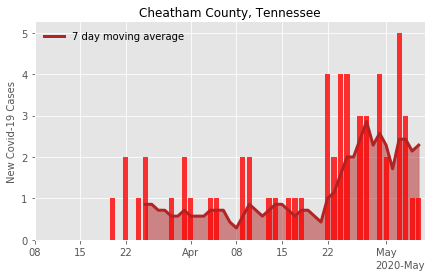 Cheatham County, Tennessee
7 day moving average
New Covid-19 Cases
5
4
3
2
1
0
08 15 22 Apr 08 15 22 May
2020-May